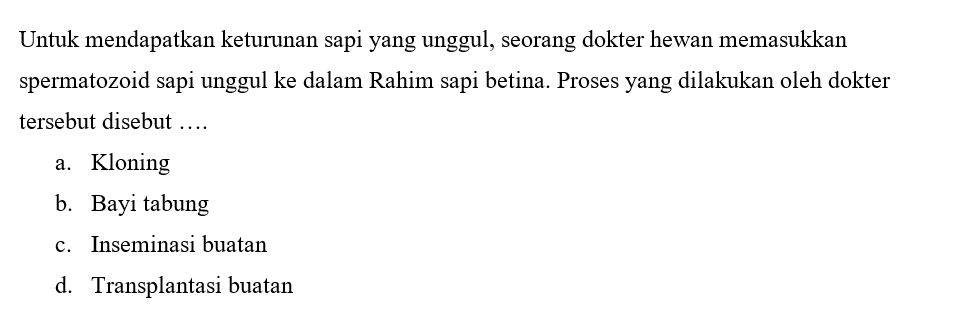 Untuk mendapatkan keturunan sapi yang unggul, seorang dokter hewan memasukkan
spermatozoid sapi unggul ke dalam Rahim sapi betina. Proses yang dilakukan oleh dokter
tersebut disebut ….
a. Kloning
b. Bayi tabung
c. Inseminasi buatan
d. Transplantasi buatan